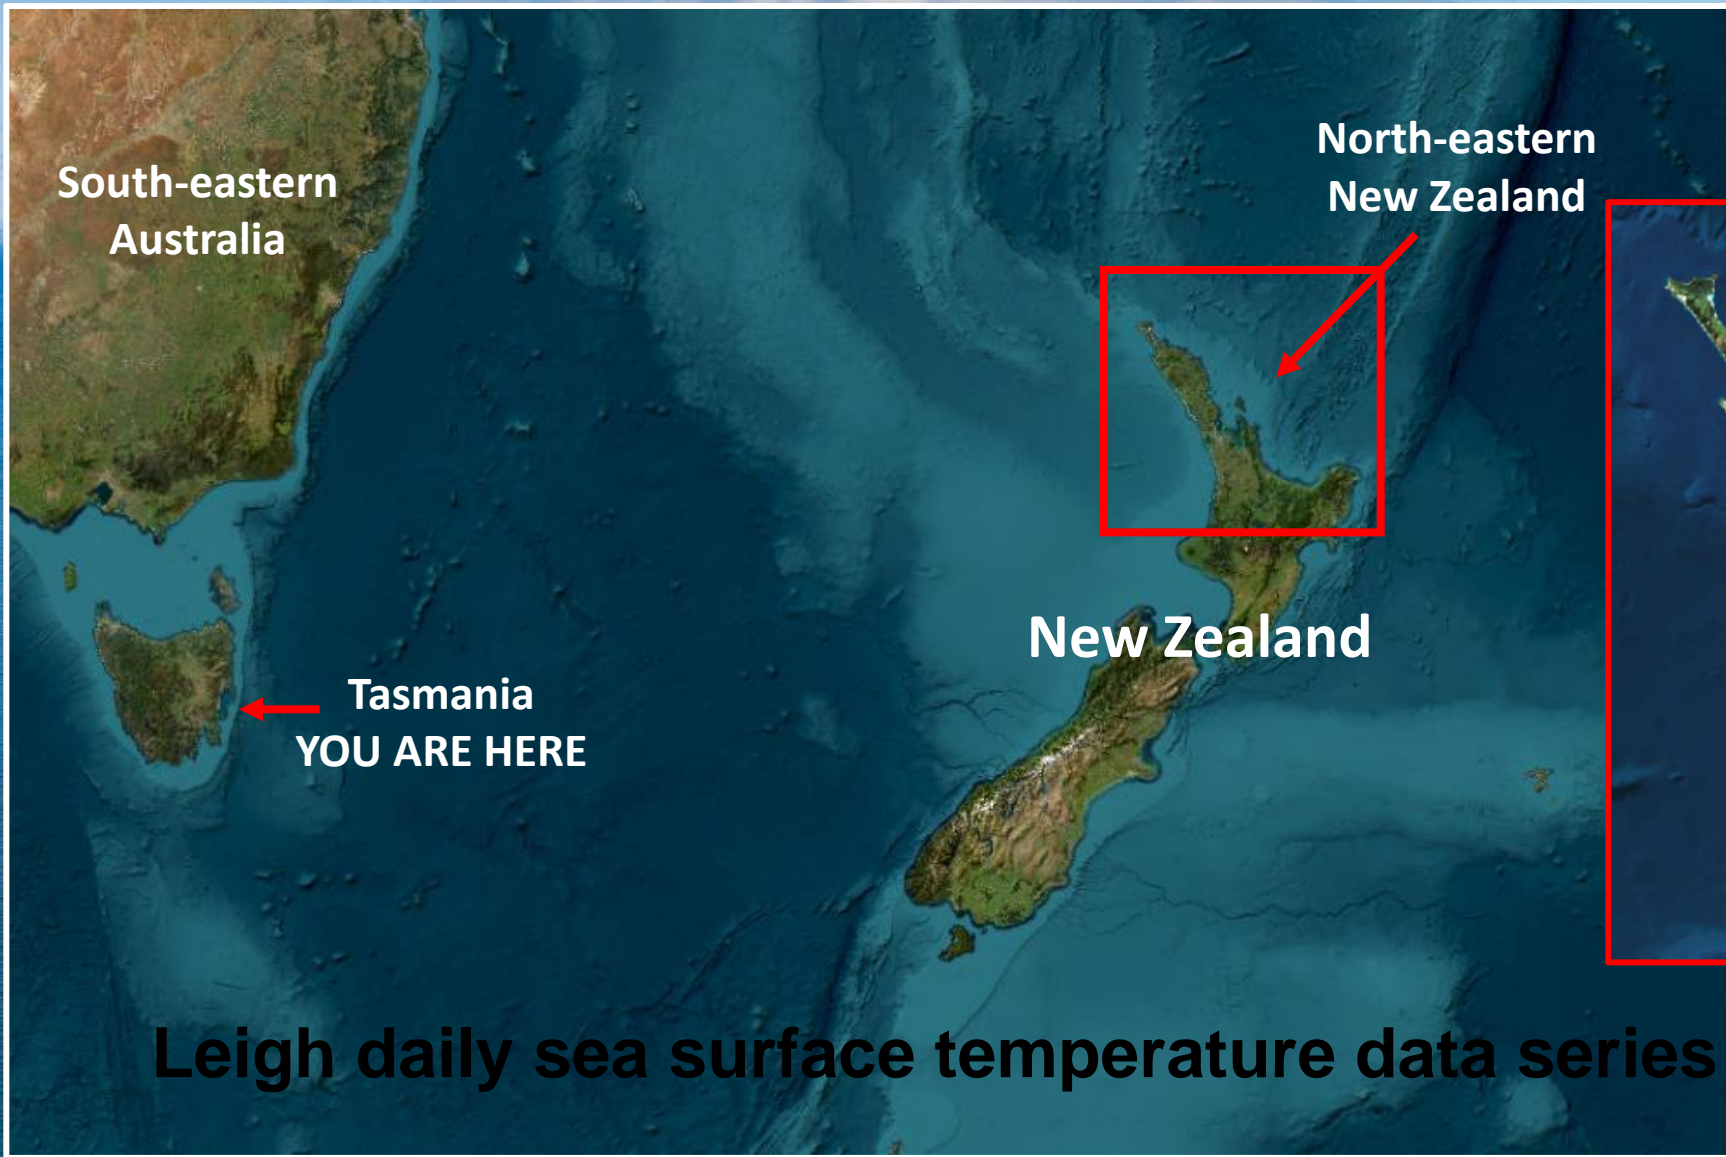 South-eastern
Australia
North-eastern
New Zealand
New Zealand
Tasmania
YOU ARE HERE
Leigh daily sea surface temperature data series